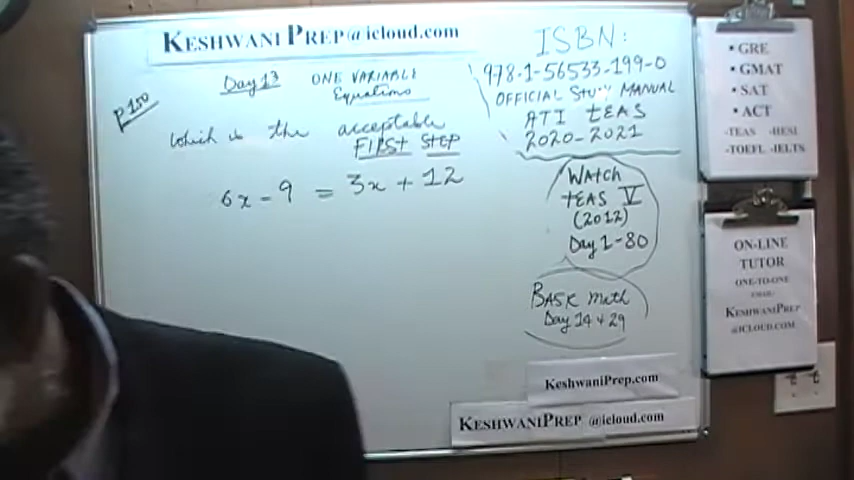 KESHWANIPREP@icloud.com
P 150
Day 13 ONE VARIABLE
Equations
Which is the acceptable
FIRST STEP
6x - 9 = 3x + 12
ISBN:
978-1-56533-199-0
OFFICIAL STUDY MANUAL
ATI TEAS
2020-2021
WATCH
TEAS V
(2012)
Day 1-80
BASIC Math
Day 14 + 29
KESHWANIPREP.COM
KESHWANIPREP @icloud.com
• GRE
• GMAT
• SAT
• ACT
-TEAS -HESI
-TOEFL -IELTS
ON-LINE
TUTOR
ONE-TO-ONE
EMAIL:
KESHWANIPREP
@ICLOUD.COM